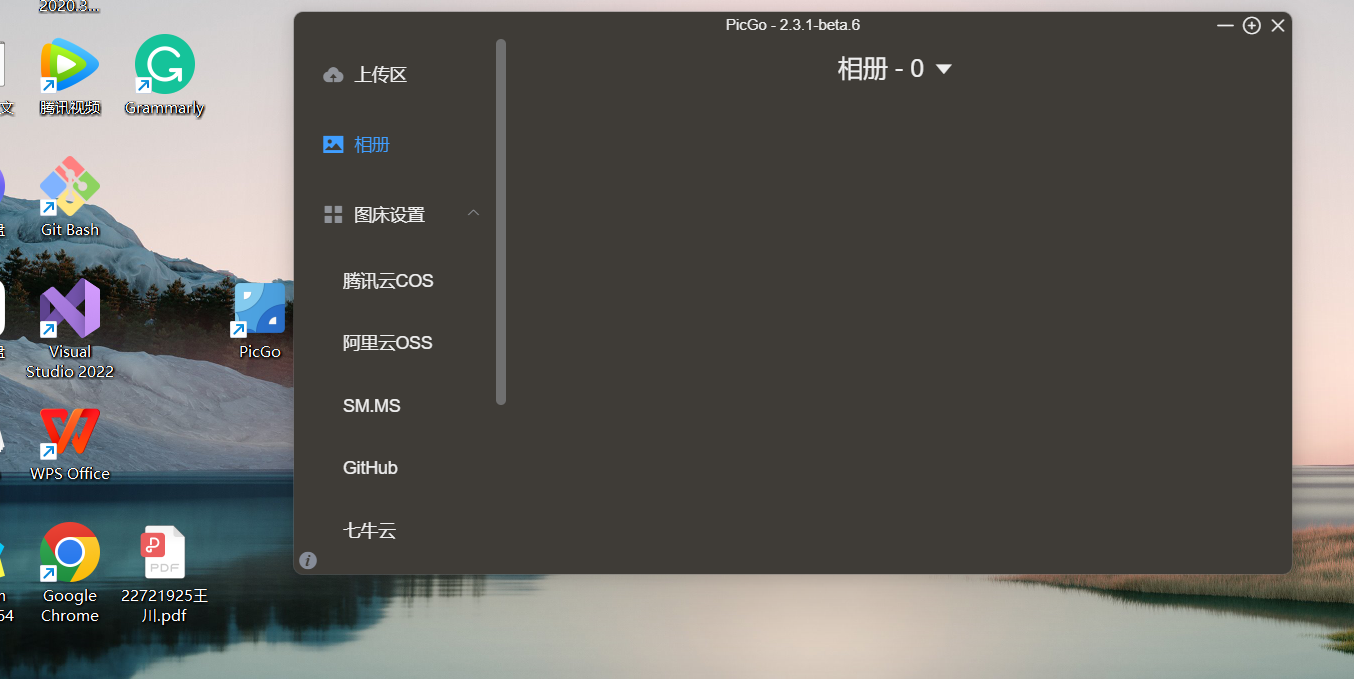 2020.3...
腾讯视频
Grammarly
文
Git Bash
Visual
Studio 2022
PicGo
WPS Office
Google
Chrome
PDF
22721925王
川.pdf
64
PicGo - 2.3.1-beta.6
上传区
相册
图床设置
腾讯云COS
阿里云OSS
SM.MS
GitHub
七牛云
相册 - 0